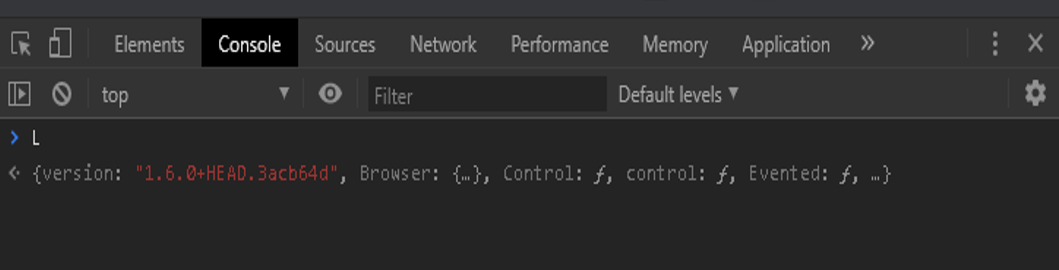 Elements Console Sources Network Performance Memory Application »
top ▼ Filter Default levels ▼
> L
<· {version: "1.6.0+HEAD.3acb64d", Browser: {…}, Control: ƒ, control: ƒ, Evented: ƒ, …}